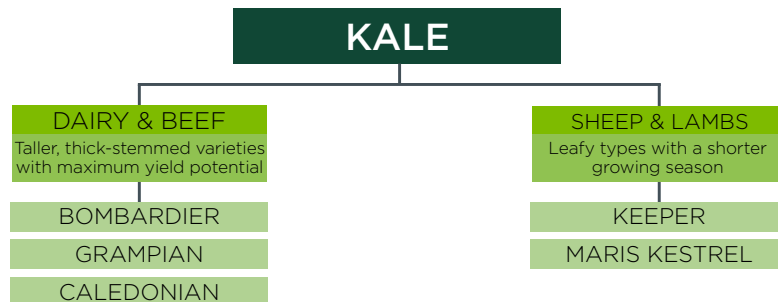 KALE
DAIRY & BEEF
Taller, thick-stemmed varieties
with maximum yield potential
BOMBARDIER
GRAMPIAN
CALEDONIAN
SHEEP & LAMBS
Leafy types with a shorter
growing season
KEEPER
MARIS KESTREL